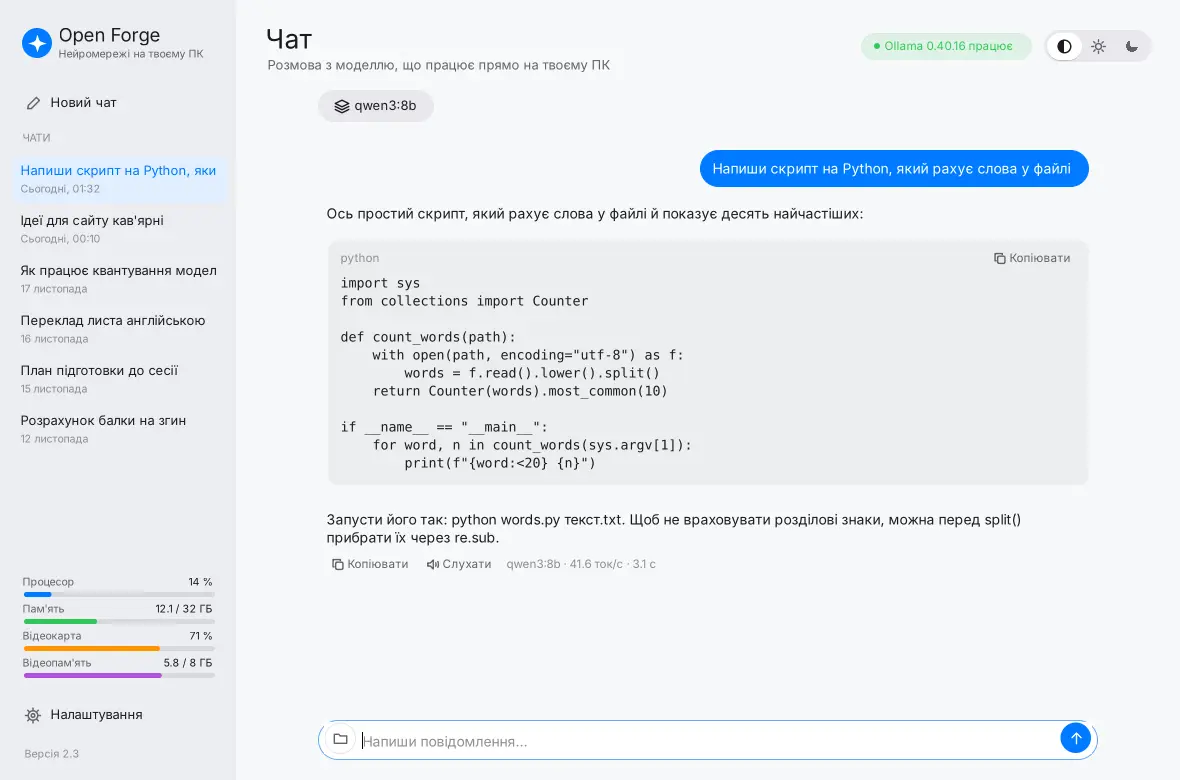 Open Forge
Нейромережі на твоєму ПК
Новий чат
ЧАТИ
Напиши скрипт на Python, яки
Сьогодні, 01:32
Ідеї для сайту кав'ярні
Сьогодні, 00:10
Як працює квантування модел
17 листопада
Переклад листа англійською
16 листопада
План підготовки до сесії
15 листопада
Розрахунок балки на згин
12 листопада
Процесор 14 %
Пам'ять 12.1 / 32 ГБ
Відеокарта 71 %
Відеопам'ять 5.8 / 8 ГБ
Налаштування
Версія 2.3
Чат
Розмова з моделлю, що працює прямо на твоєму ПК
Ollama 0.40.16 працює
qwen3:8b
Напиши скрипт на Python, який рахує слова у файлі
Ось простий скрипт, який рахує слова у файлі й показує десять найчастіших:
python Копіювати
import sys
from collections import Counter
def count_words(path):
    with open(path, encoding="utf-8") as f:
        words = f.read().lower().split()
    return Counter(words).most_common(10)
if __name__ == "__main__":
    for word, n in count_words(sys.argv[1]):
        print(f"{word:<20} {n}")
Запусти його так: python words.py текст.txt. Щоб не враховувати розділові знаки, можна перед split()
прибрати їх через re.sub.
Копіювати Слухати qwen3:8b · 41.6 ток/с · 3.1 с
Напиши повідомлення...